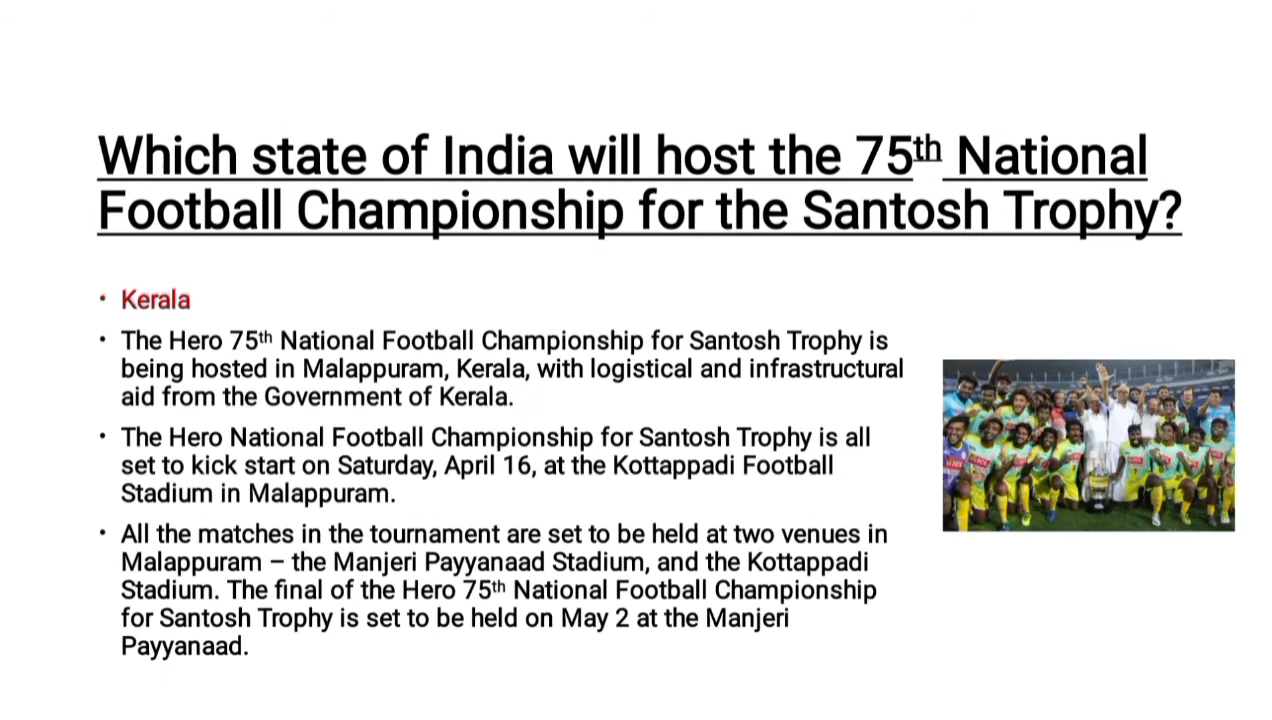 Which state of India will host the 75th National
Football Championship for the Santosh Trophy?
• Kerala
• The Hero 75th National Football Championship for Santosh Trophy is
being hosted in Malappuram, Kerala, with logistical and infrastructural
aid from the Government of Kerala.
• The Hero National Football Championship for Santosh Trophy is all
set to kick start on Saturday, April 16, at the Kottappadi Football
Stadium in Malappuram.
• All the matches in the tournament are set to be held at two venues in
Malappuram – the Manjeri Payyanaad Stadium, and the Kottappadi
Stadium. The final of the Hero 75th National Football Championship
for Santosh Trophy is set to be held on May 2 at the Manjeri
Payyanaad.